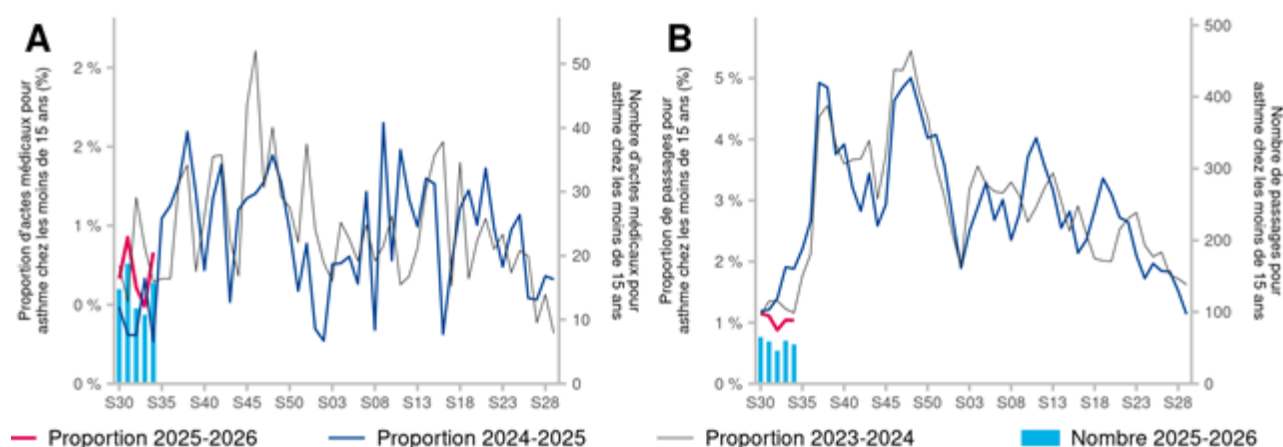 A
Proportion d'actes médicaux pour
asthme chez les moins de 15 ans (%)
2 %
2 %
1 %
0 %
0 %
50
40
30
20
10
0
Nombre d'actes médicaux pour
asthme chez les moins de 15 ans
S30 S35 S40 S45 S50 S03 S08 S13 S18 S23 S28
B
Proportion de passages pour
asthme chez les moins de 15 ans (%)
5 %
4 %
3 %
2 %
1 %
0 %
500
400
300
200
100
0
Nombre de passages pour
asthme chez les moins de 15 ans
S30 S35 S40 S45 S50 S03 S08 S13 S18 S23 S28
Proportion 2025-2026 Proportion 2024-2025 Proportion 2023-2024 Nombre 2025-2026